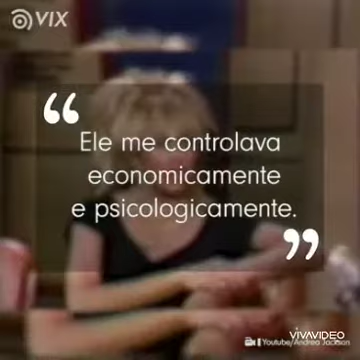 VIX
“
Ele me controlava
economicamente
e psicologicamente.
”
VIVAVIDEO
Youtube/Andrea Jackson